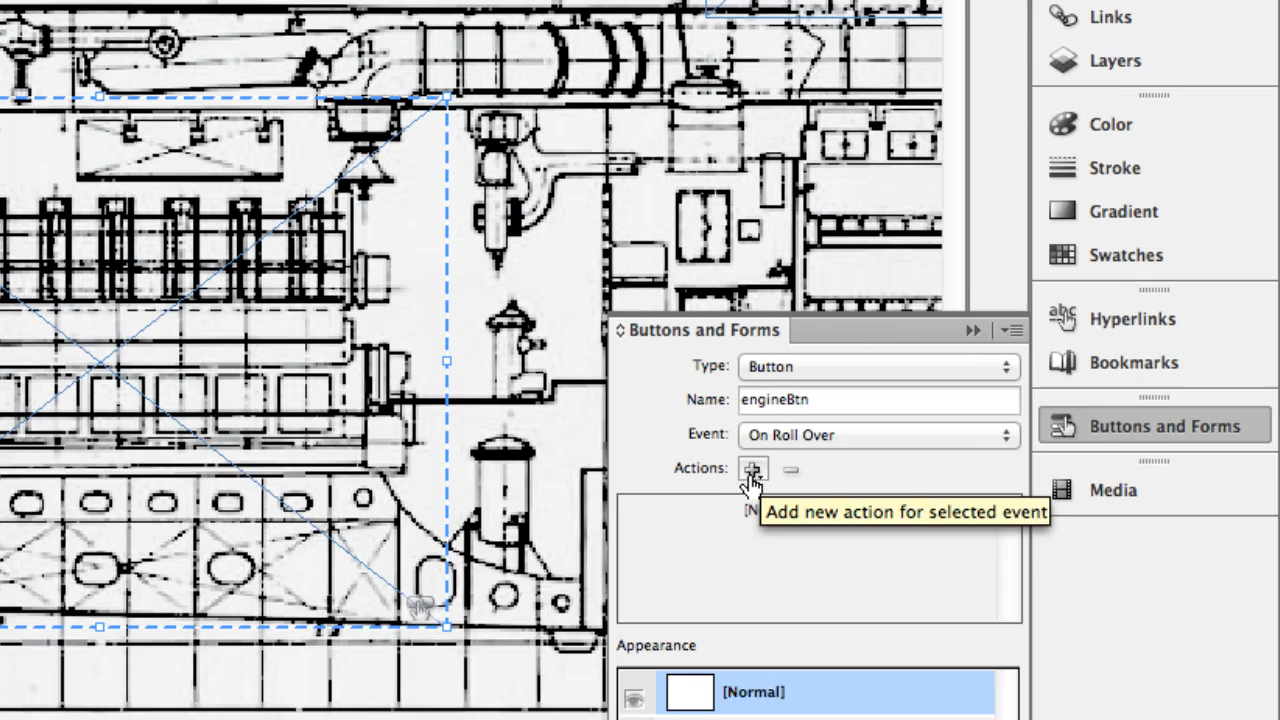 Links
Layers
Color
Stroke
Gradient
Swatches
Hyperlinks
Bookmarks
Buttons and Forms
Media
Buttons and Forms
Type: Button
Name: engineBtn
Event: On Roll Over
Actions:
Add new action for selected event
Appearance
[Normal]